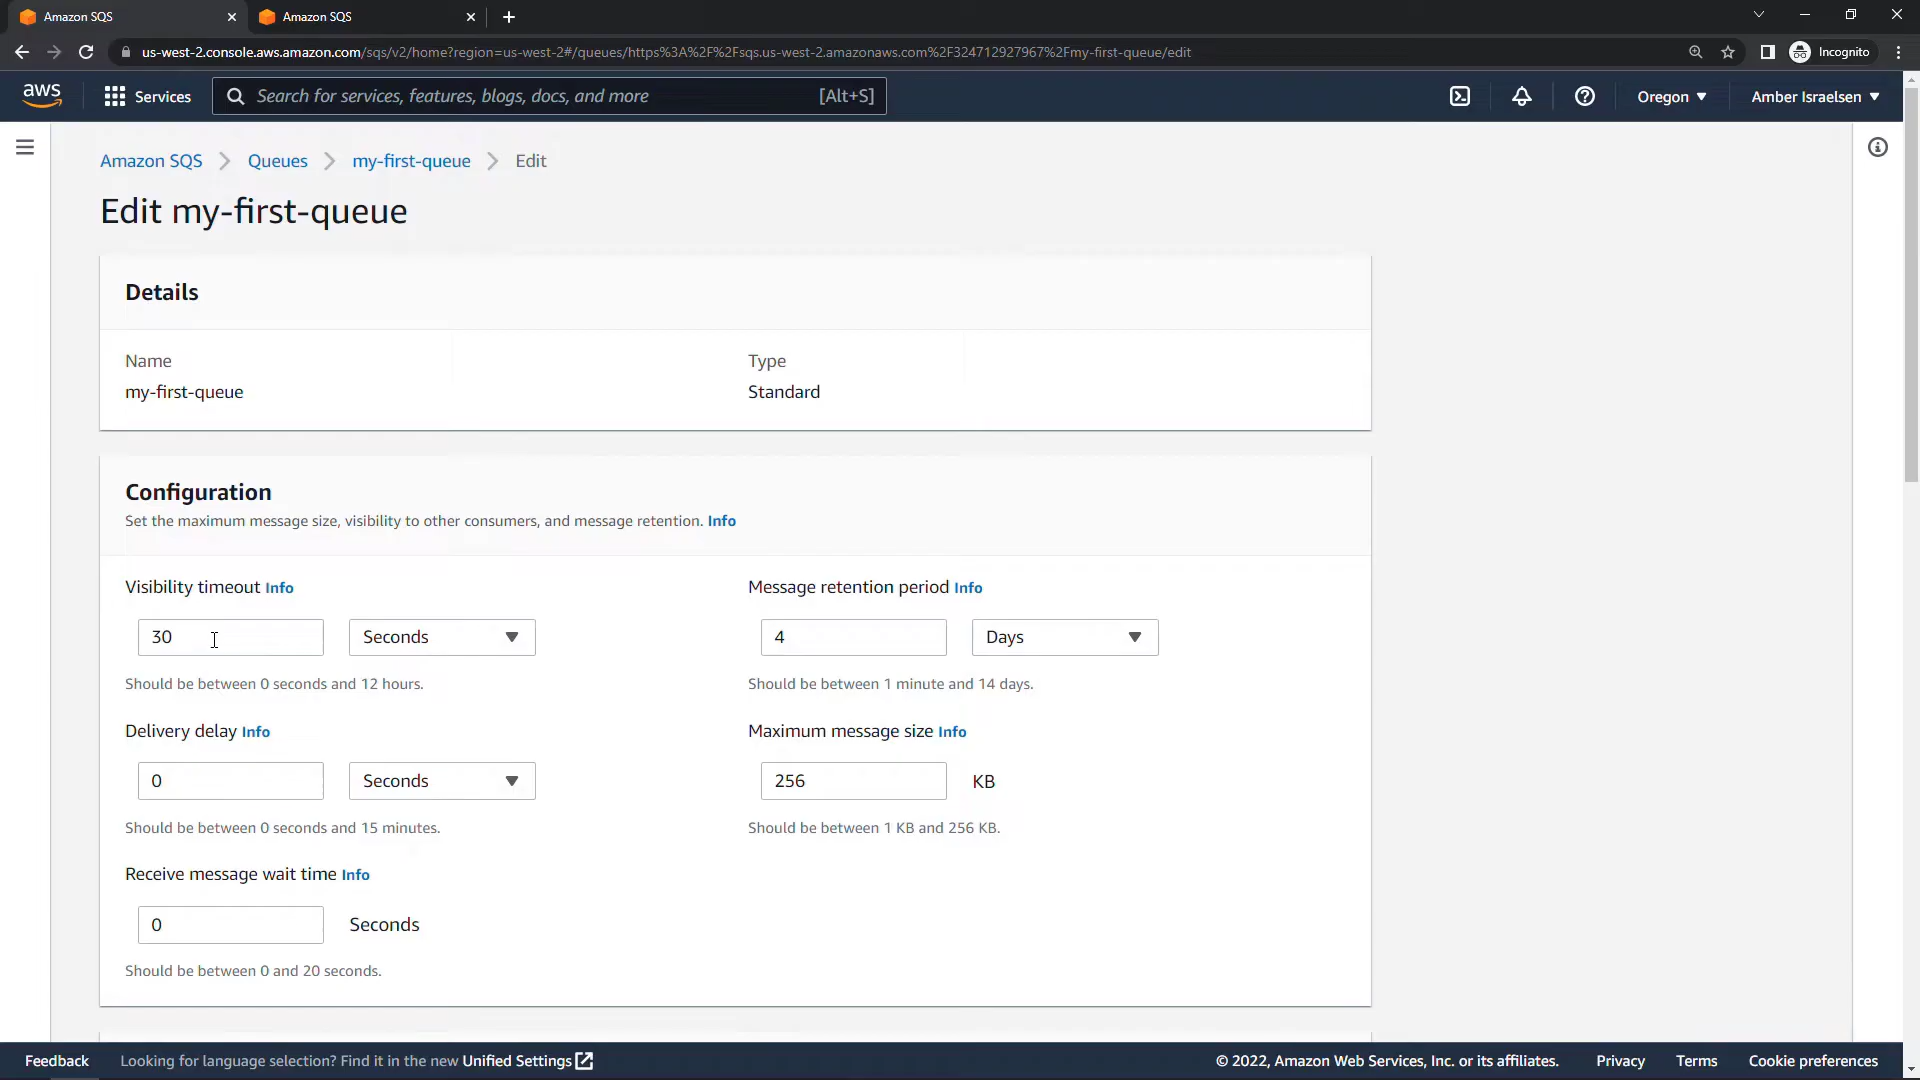 Amazon SQS
Amazon SQS
us-west-2.console.aws.amazon.com/sqs/v2/home?region=us-west-2#/queues/https%3A%2F%2Fsqs.us-west-2.amazonaws.com%2F324712927967%2Fmy-first-queue/edit
Incognito
aws
Services
Search for services, features, blogs, docs, and more
[Alt+S]
Oregon
Amber Israelsen
Amazon SQS
Queues
my-first-queue
Edit
Edit my-first-queue
Details
Name
my-first-queue
Type
Standard
Configuration
Set the maximum message size, visibility to other consumers, and message retention. Info
Visibility timeout Info
30
Seconds
Should be between 0 seconds and 12 hours.
Message retention period Info
4
Days
Should be between 1 minute and 14 days.
Delivery delay Info
0
Seconds
Should be between 0 seconds and 15 minutes.
Maximum message size Info
256
KB
Should be between 1 KB and 256 KB.
Receive message wait time Info
0
Seconds
Should be between 0 and 20 seconds.
Feedback
Looking for language selection? Find it in the new Unified Settings
© 2022, Amazon Web Services, Inc. or its affiliates.
Privacy
Terms
Cookie preferences